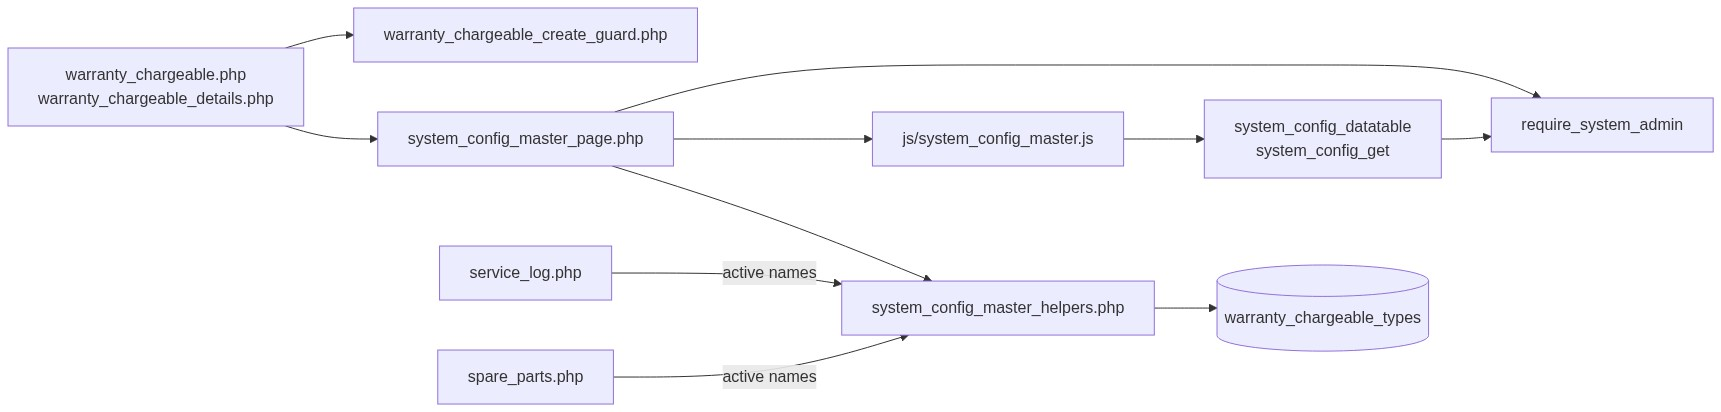 warranty_chargeable_create_guard.php
warranty_chargeable.php
warranty_chargeable_details.php
system_config_master_page.php
js/system_config_master.js
system_config_datatable
system_config_get
require_system_admin
service_log.php
active names
system_config_master_helpers.php
warranty_chargeable_types
spare_parts.php
active names